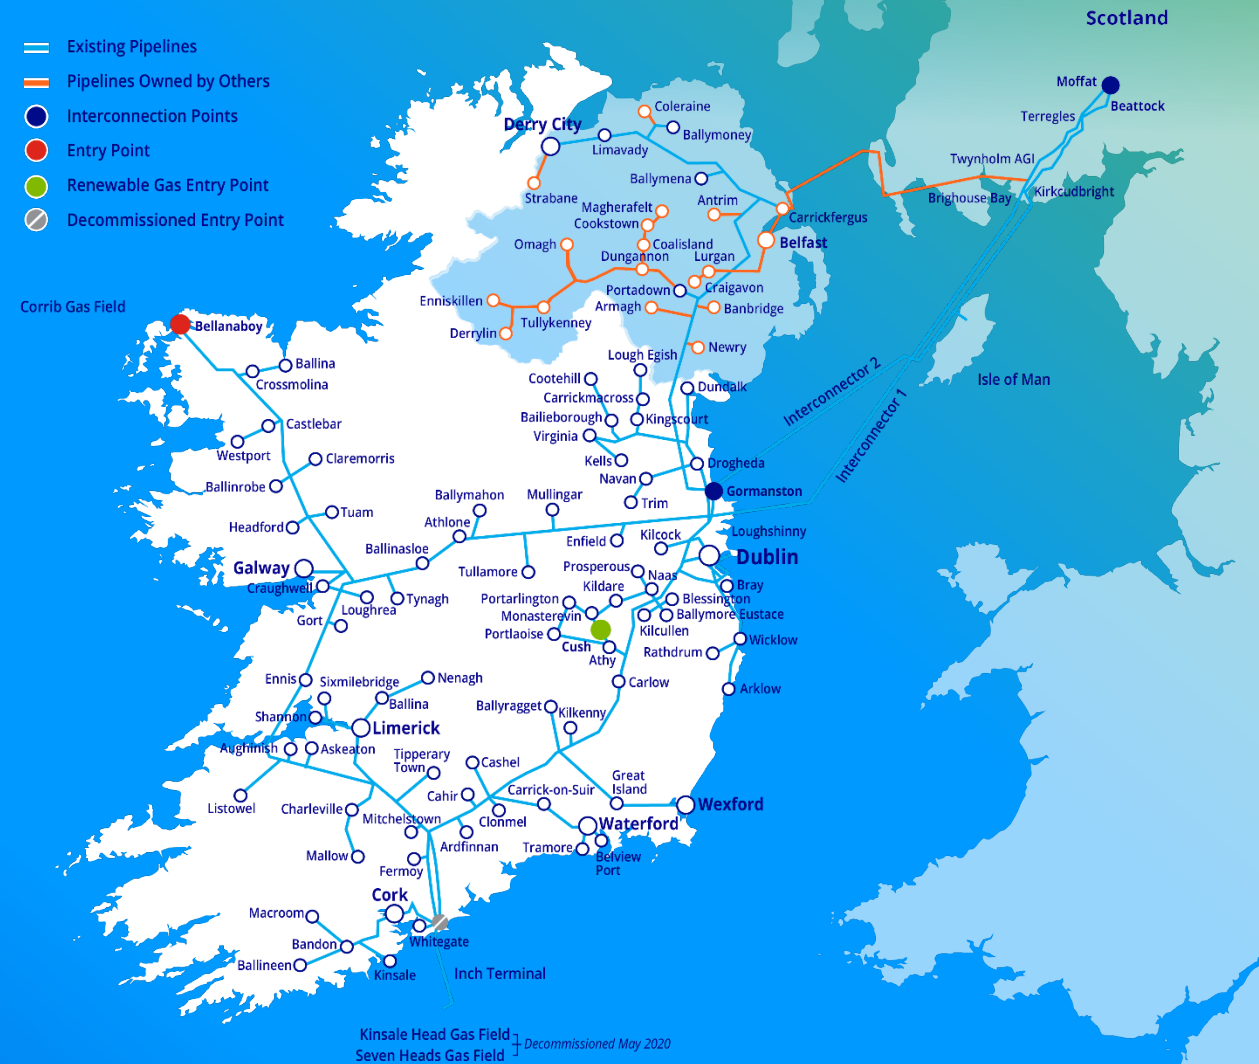 Scotland
Existing Pipelines
Pipelines Owned by Others
Interconnection Points
Entry Point
Renewable Gas Entry Point
Decommissioned Entry Point
Moffat
Beattock
Terregles
Twynholm AGI
Brighouse Bay
Kirkcudbright
Coleraine
Derry City
Ballymoney
Limavady
Ballymena
Strabane
Antrim
Magherafelt
Cookstown
Carrickfergus
Omagh
Coalisland
Belfast
Dungannon
Lurgan
Portadown
Craigavon
Enniskillen
Armagh
Banbridge
Tullykenney
Derrylin
Newry
Corrib Gas Field
Bellanaboy
Lough Egish
Ballina
Crossmolina
Cootehill
Dundalk
Carrickmacross
Interconnector 2
Isle of Man
Interconnector 1
Castlebar
Bailieborough
Kingscourt
Virginia
Westport
Claremorris
Kells
Drogheda
Navan
Ballinrobe
Gormanston
Ballymahon
Mullingar
Trim
Tuam
Headford
Athlone
Loughshinny
Enfield
Kilcock
Ballinasloe
Dublin
Galway
Tullamore
Prosperous
Naas
Craughwell
Kildare
Bray
Loughrea
Tynagh
Portarlington
Blessington
Gort
Monasterevin
Ballymore Eustace
Portlaoise
Kilcullen
Cush
Wicklow
Athy
Rathdrum
Ennis
Sixmilebridge
Nenagh
Carlow
Arklow
Ballina
Ballyragget
Kilkenny
Shannon
Limerick
Aughinish
Askeaton
Tipperary
Town
Cashel
Great
Island
Listowel
Cahir
Carrick-on-Suir
Wexford
Charleville
Mitchelstown
Clonmel
Waterford
Ardfinnan
Tramore
Belview
Port
Mallow
Fermoy
Cork
Macroom
Whitegate
Bandon
Ballineen
Kinsale
Inch Terminal
Kinsale Head Gas Field
Decommissioned May 2020
Seven Heads Gas Field